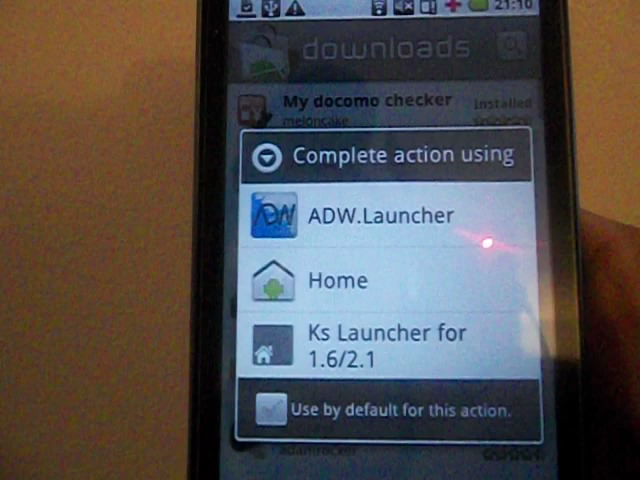 21:10
downloads
My docomo checker
Installed
meloncake
Complete action using
ADW
ADW.Launcher
Home
Ks Launcher for
1.6/2.1
Use by default for this action.